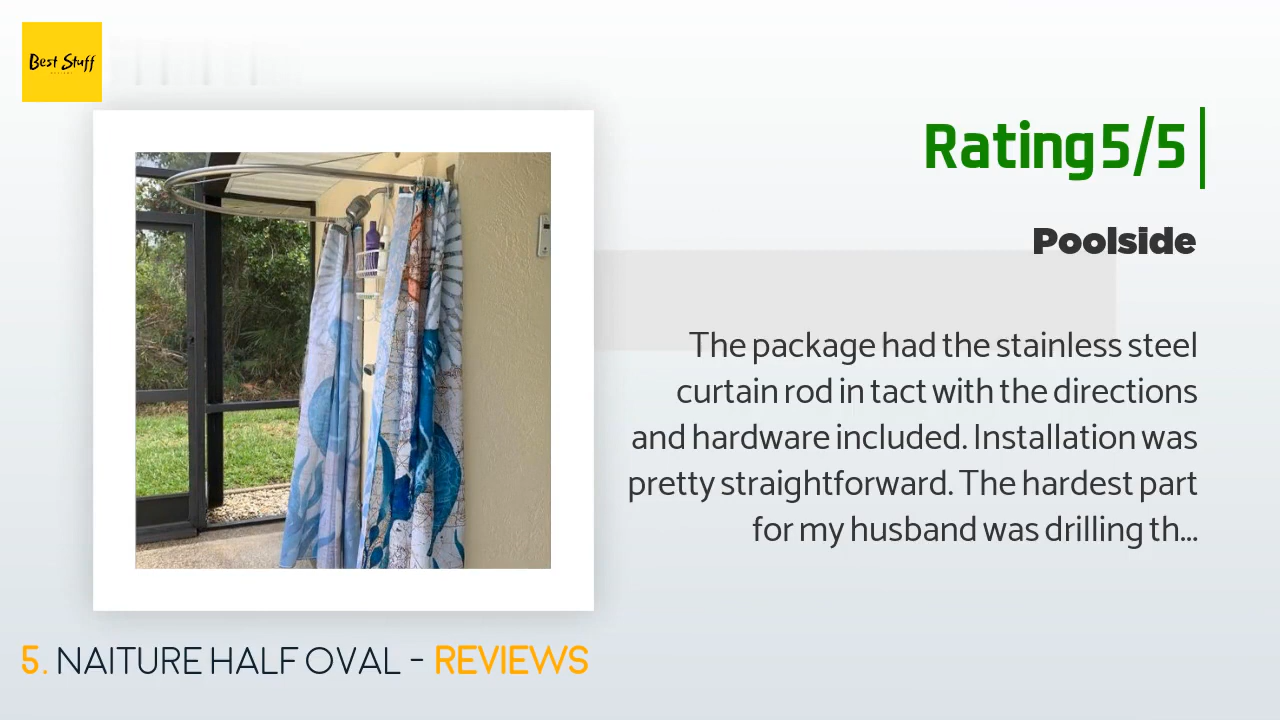 Best Stuff
Rating 5/5
Poolside
The package had the stainless steel
curtain rod in tact with the directions
and hardware included. Installation was
pretty straightforward. The hardest part
for my husband was drilling th...
5. NAITURE HALF OVAL - REVIEWS